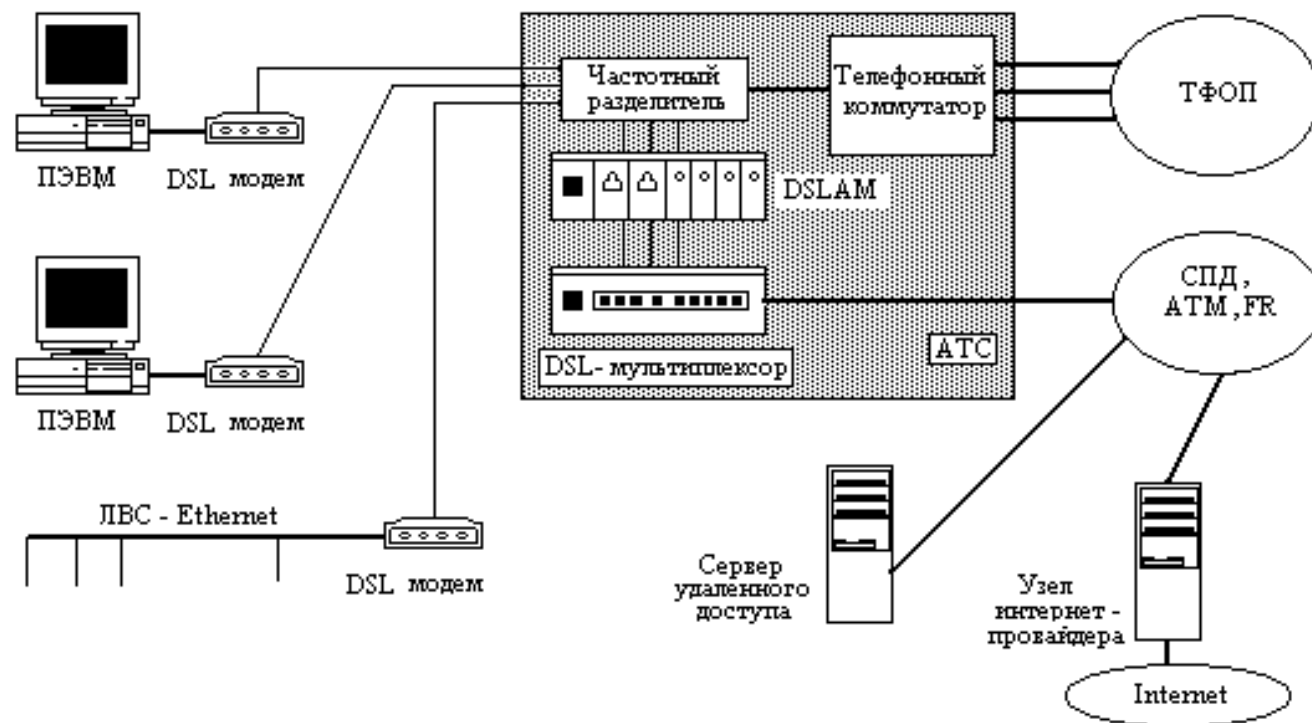 Частотный
разделитель
Телефонный
коммутатор
ТФОП
ПЭВМ
DSL модем
DSLAM
СПД,
ATM,FR
АТС
DSL- мультиплексор
ПЭВМ
DSL модем
ЛВС - Ethernet
DSL модем
Сервер
удаленного
доступа
Узел
интернет -
провайдера
Internet